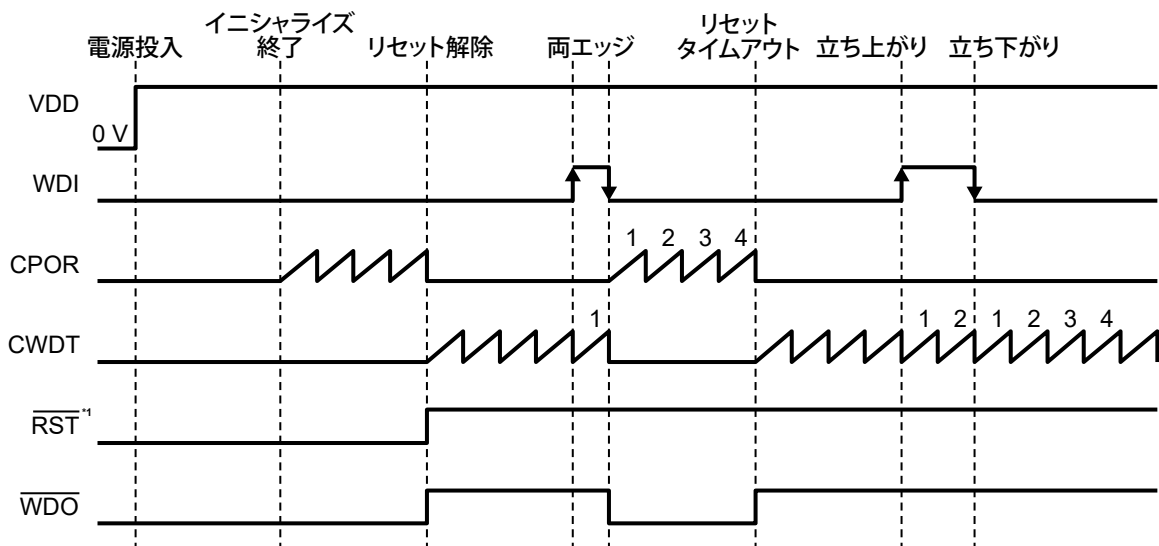 電源投入
イニシャライズ
終了
リセット解除
両エッジ
リセット
タイムアウト
立ち上がり
立ち下がり
VDD
0 V
WDI
CPOR
1 2 3 4
CWDT
1
1 2 1 2 3 4
RST*1
WDO